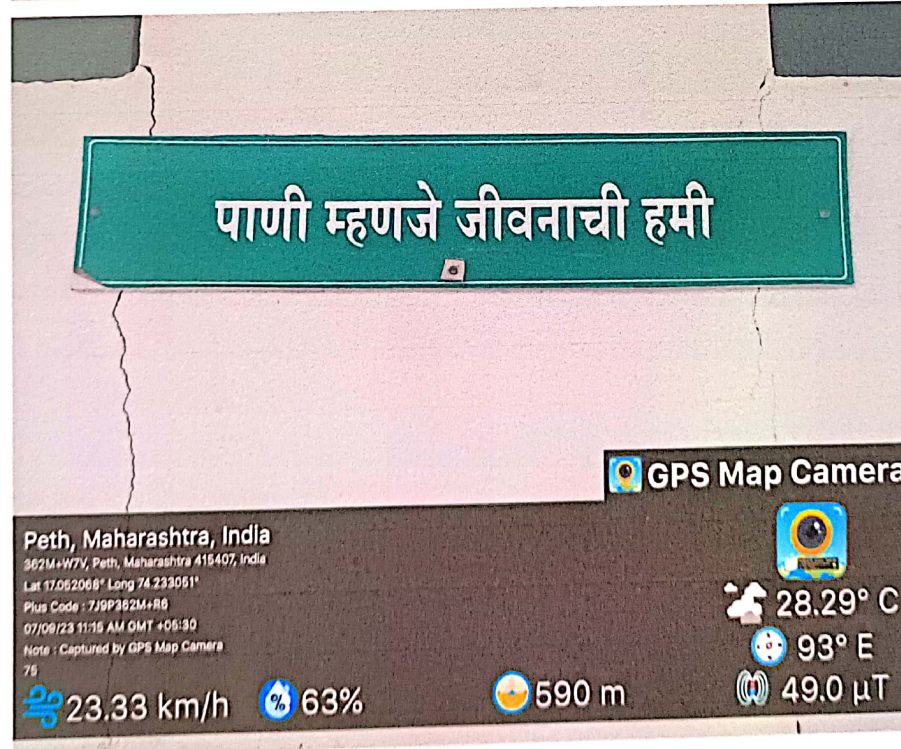 पाणी म्हणजे जीवनाची हमी
GPS Map Camera
Peth, Maharashtra, India
362M+W7V, Peth, Maharashtra 415407, India
Lat 17.052068° Long 74.233051°
Plus Code : 7J9P362M+R6
07/09/23 11:15 AM GMT +05:30
Note : Captured by GPS Map Camera
75
28.29° C
93° E
23.33 km/h 63% 590 m 49.0 µT